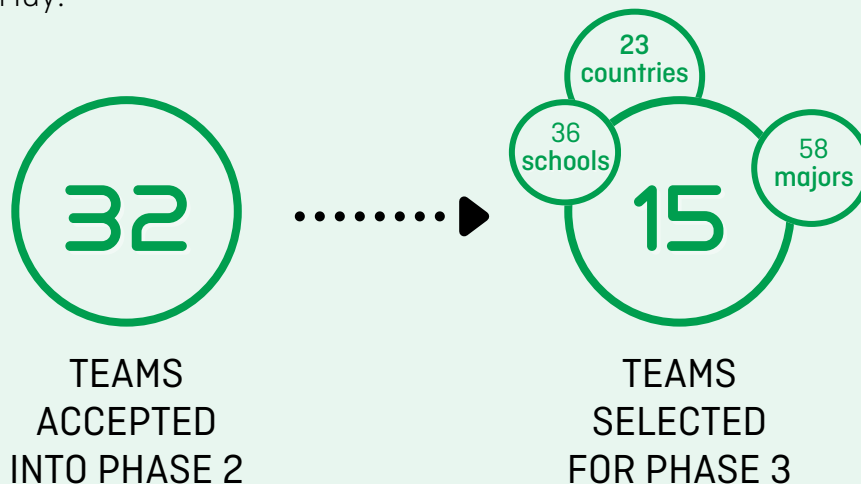 32
TEAMS
ACCEPTED
INTO PHASE 2
23
countries
36
schools
58
majors
15
TEAMS
SELECTED
FOR PHASE 3